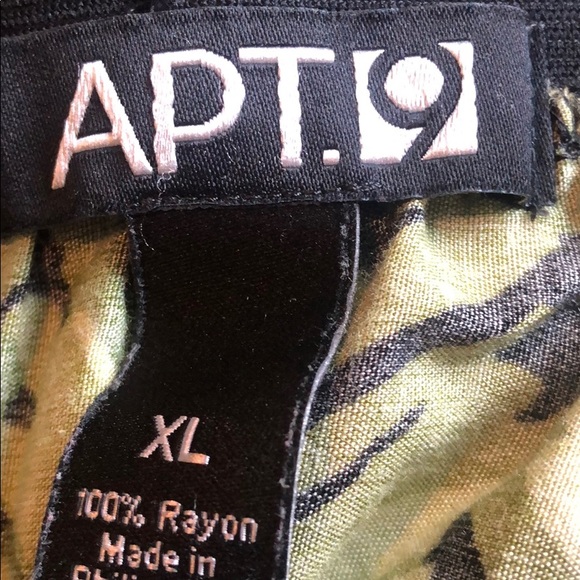 APT.9
XL
100% Rayon
Made in